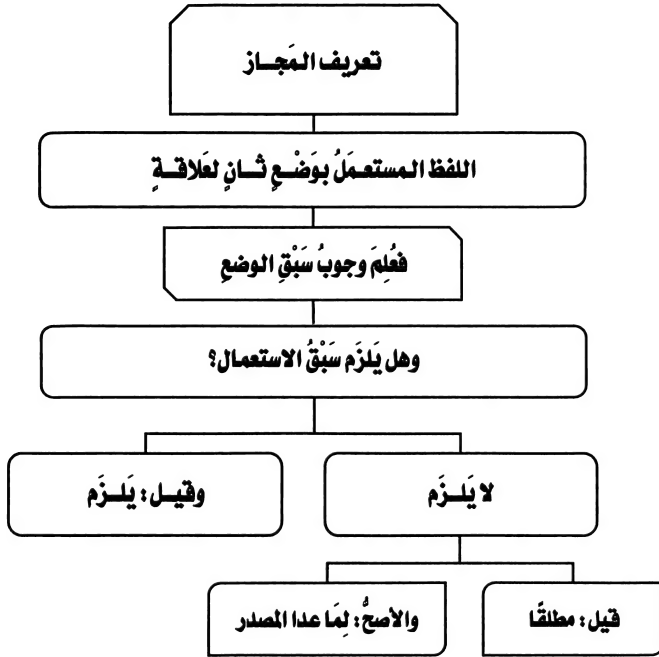 تعريف المَجاز
اللفظ المستعمَلُ بوَضْعٍ ثانٍ لعَلاقةٍ
فعُلِمَ وجوبُ سَبْقِ الوضعِ
وهل يَلزَم سَبْقُ الاستعمال؟
لا يَلزَم
وقيل: يَلزَم
قيل: مطلقًا
والأصحُّ: لِمَا عدا المصدر